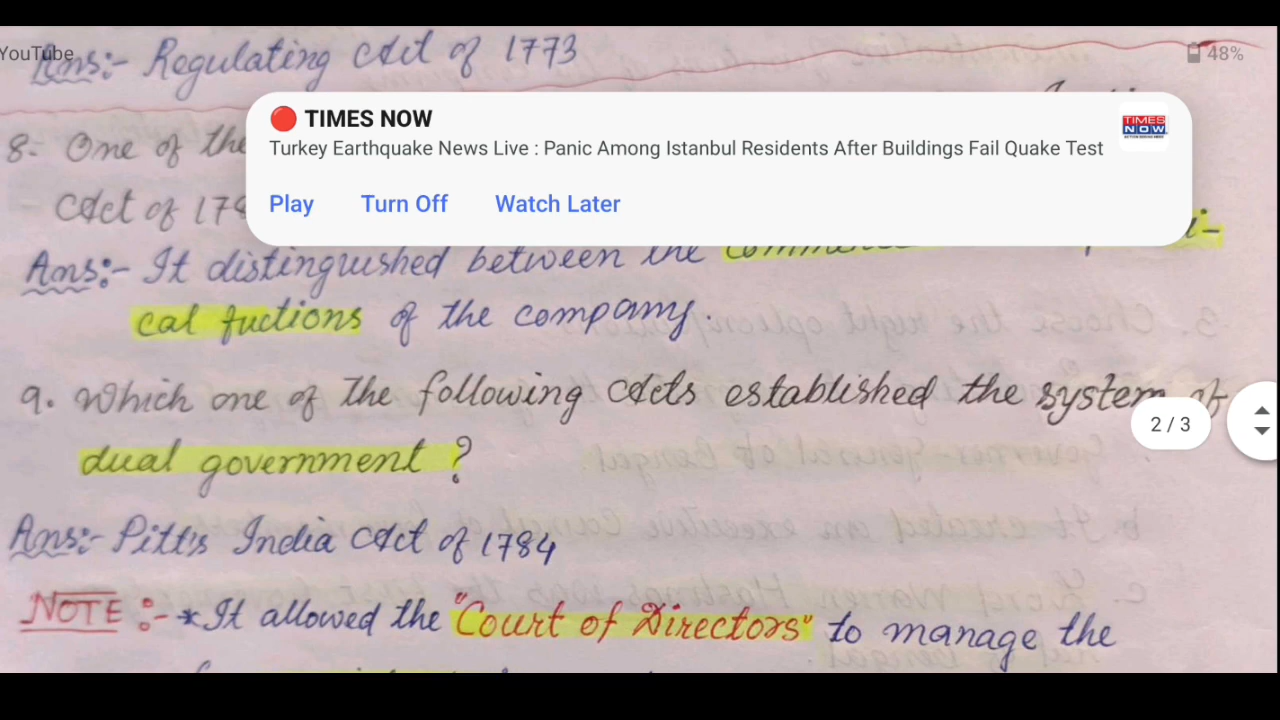 YouTube
48%
Ans:- Regulating Act of 1773
TIMES NOW
TIMES NOW
Turkey Earthquake News Live : Panic Among Istanbul Residents After Buildings Fail Quake Test
Play Turn Off Watch Later
8- One of the
Act of 178
Ans:- It distinguished between the
cal fuctions of the company.
9. Which one of the following Acts established the system of
2 / 3
dual government ?
Ans:- Pitt's India Act of 1784
NOTE :- * It allowed the "Court of Directors" to manage the